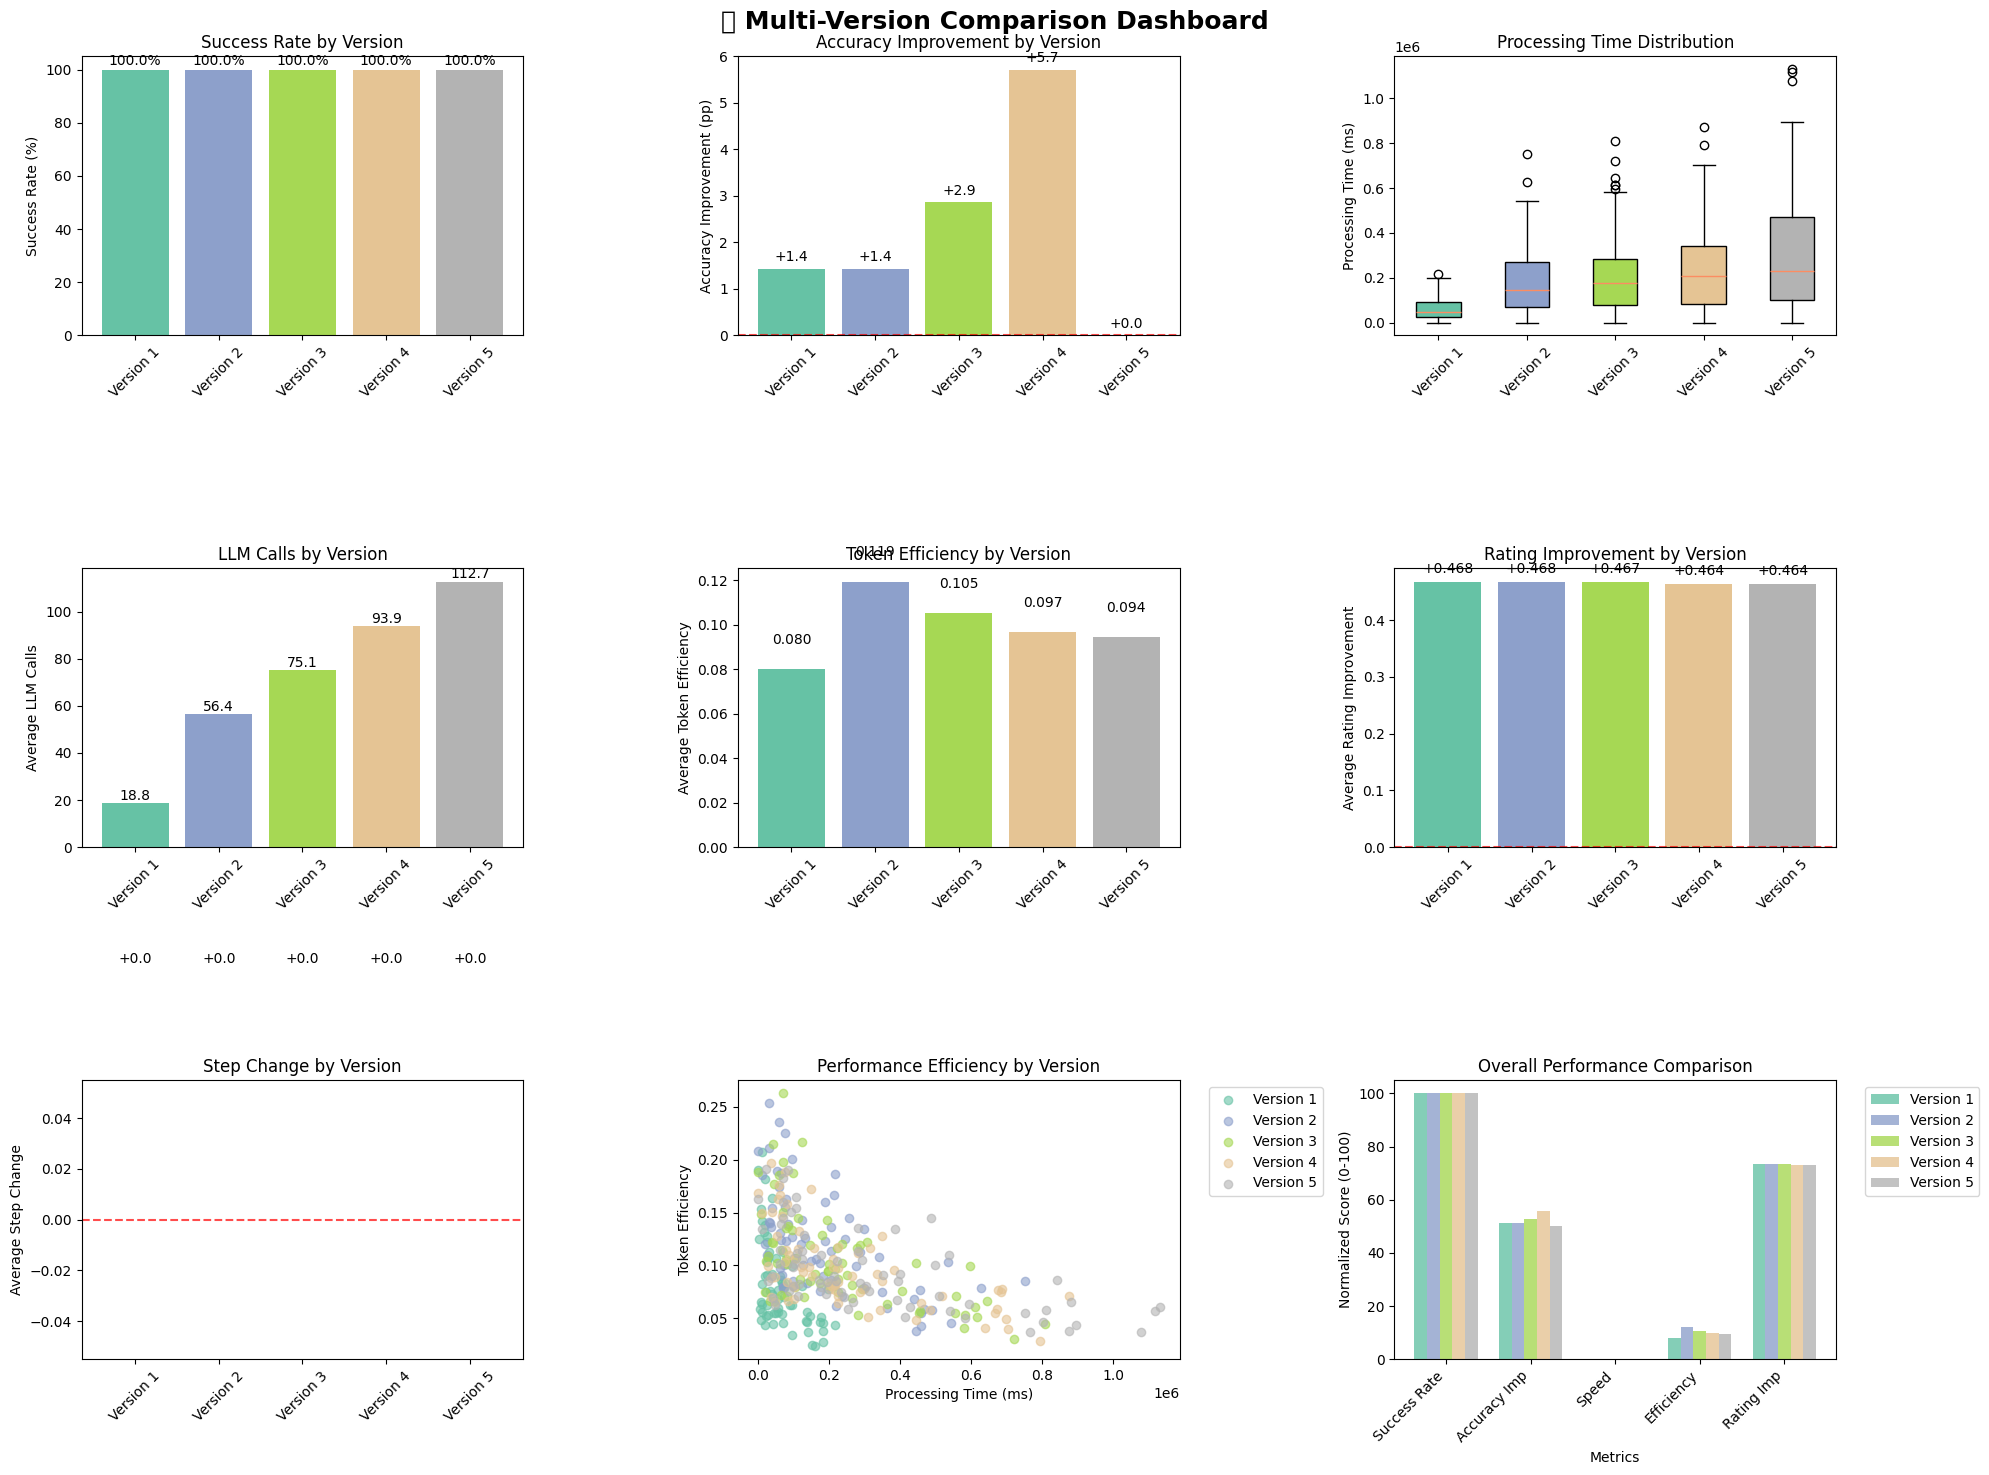 Multi-Version Comparison Dashboard
Success Rate by Version
Success Rate (%)
100
80
60
40
20
0
100.0%
100.0%
100.0%
100.0%
100.0%
Version 1
Version 2
Version 3
Version 4
Version 5
Accuracy Improvement by Version
Accuracy Improvement (pp)
6
5
4
3
2
1
0
+1.4
+1.4
+2.9
+5.7
+0.0
Version 1
Version 2
Version 3
Version 4
Version 5
Processing Time Distribution
1e6
Processing Time (ms)
1.0
0.8
0.6
0.4
0.2
0.0
Version 1
Version 2
Version 3
Version 4
Version 5
LLM Calls by Version
Average LLM Calls
100
80
60
40
20
0
18.8
56.4
75.1
93.9
112.7
Version 1
Version 2
Version 3
Version 4
Version 5
Token Efficiency by Version
Average Token Efficiency
0.12
0.10
0.08
0.06
0.04
0.02
0.00
0.080
0.119
0.105
0.097
0.094
Version 1
Version 2
Version 3
Version 4
Version 5
Rating Improvement by Version
Average Rating Improvement
0.4
0.3
0.2
0.1
0.0
+0.468
+0.468
+0.467
+0.464
+0.464
Version 1
Version 2
Version 3
Version 4
Version 5
+0.0
+0.0
+0.0
+0.0
+0.0
Step Change by Version
Average Step Change
0.04
0.02
0.00
−0.02
−0.04
Version 1
Version 2
Version 3
Version 4
Version 5
Performance Efficiency by Version
Token Efficiency
0.25
0.20
0.15
0.10
0.05
0.0
0.2
0.4
0.6
0.8
1.0
1e6
Processing Time (ms)
Version 1
Version 2
Version 3
Version 4
Version 5
Overall Performance Comparison
Normalized Score (0-100)
100
80
60
40
20
0
Success Rate
Accuracy Imp
Speed
Efficiency
Rating Imp
Metrics
Version 1
Version 2
Version 3
Version 4
Version 5